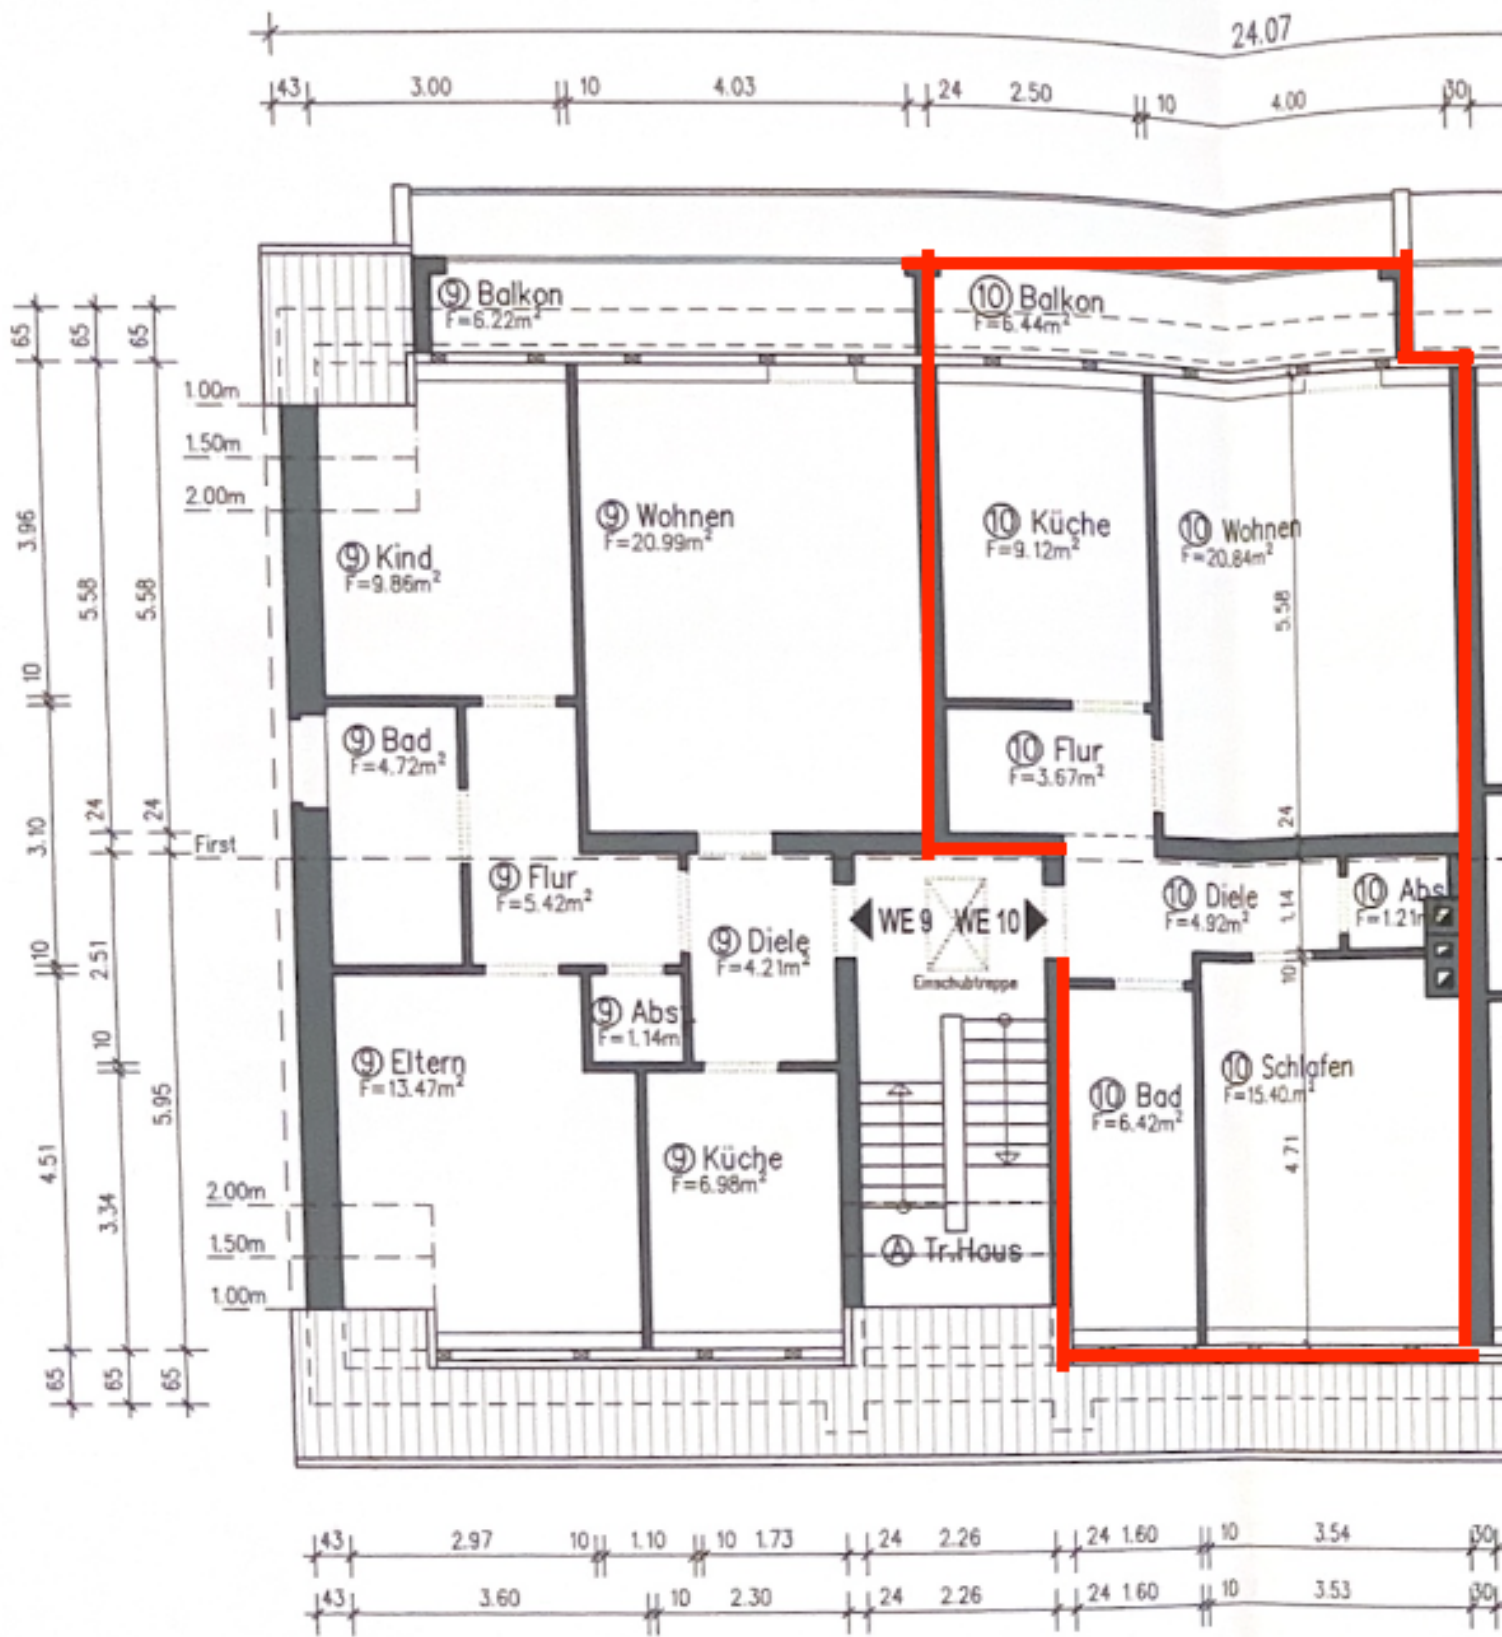 24.07
43 3.00 10 4.03 24 2.50 10 4.00 30
9 Balkon
F=6.22m²
10 Balkon
F=6.44m²
65 65 65
1.00m
1.50m
2.00m
3.96
5.58
5.58
9 Kind
F=9.86m²
9 Wohnen
F=20.99m²
10 Küche
F=9.12m²
10 Wohnen
F=20.84m²
5.58
10
9 Bad
F=4.72m²
10 Flur
F=3.67m²
24 24 24
3.10
First
9 Flur
F=5.42m²
9 Diele
F=4.21m²
WE 9 WE 10
Einschubtreppe
10 Diele
F=4.92m²
1.14
10 Abs
F=1.21m
10
2.51
10
10
9 Abs
F=1.14m
9 Eltern
F=13.47m²
10 Bad
F=6.42m²
10 Schlafen
F=15.40m²
5.95
4.51
3.34
4.71
9 Küche
F=6.98m²
A Tr.Haus
2.00m
1.50m
1.00m
65 65 65
43 2.97 10 1.10 10 1.73 24 2.26 24 1.60 10 3.54 30
43 3.60 10 2.30 24 2.26 24 1.60 10 3.53 30